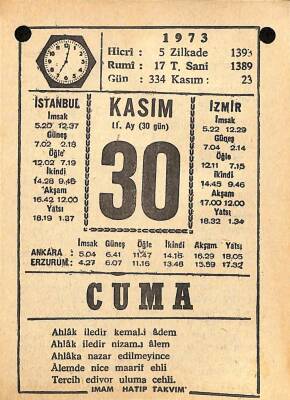 1973
Hicrî : 5 Zilkade 1393
Rumî : 17 T. Sani 1389
Gün : 334 Kasım : 23
İSTANBUL
İmsak
5.20 12.37
Güneş
7.02 2.18
Öğle
12.02 7.19
İkindi
14.28 9.46
Akşam
16.42 12.00
Yatsı
18.19 1.37
KASIM
11. Ay (30 gün)
30
İZMİR
İmsak
5.22 12.29
Güneş
7.04 2.14
Öğle
12.11 7.15
İkindi
14.45 9.46
Akşam
17.00 12.00
Yatsı
18.32 1.34
İmsak Güneş Öğle İkindi Akşam Yatsı
ANKARA : 5.04 6.41 11.47 14.16 16.29 18.05
ERZURUM: 4.27 6.07 11.16 13.48 15.59 17.37
CUMA
Ahlâk iledir kemal-i âdem
Ahlâk iledir nizam-ı âlem
Ahlâka nazar edilmeyince
Âlemde nice maarif ehli
Tercih ediyor uluma cehli.
İMAM HATİP TAKVİMİ